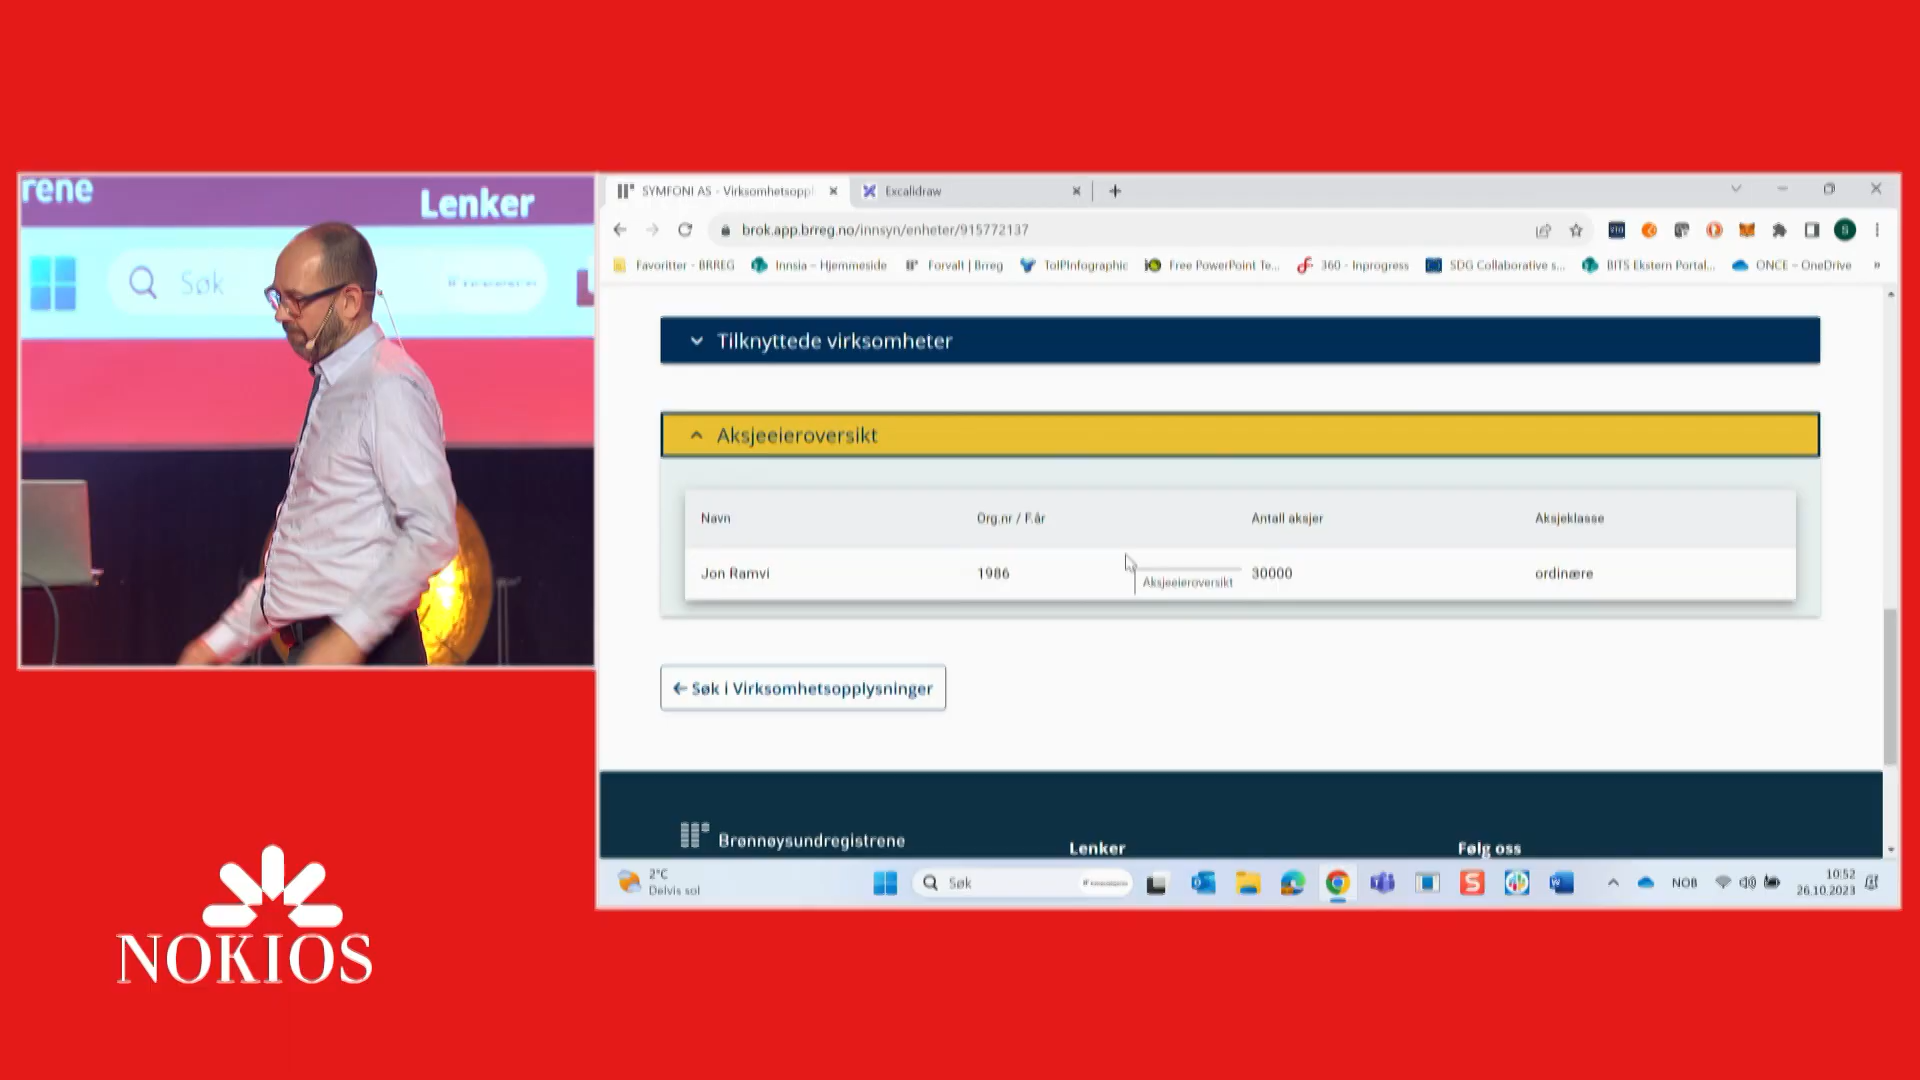 rene
Lenker
Søk
SYMFONI AS - Virksomhetsoppl
Excalidraw
brok.app.brreg.no/innsyn/enheter/915772137
Favoritter - BRREG
Innsia – Hjemmeside
Forvalt | Brreg
ToIPInfographic
Free PowerPoint Te...
360 - Inprogress
SDG Collaborative s...
BITS Ekstern Portal...
ONCE – OneDrive
»
Tilknyttede virksomheter
Aksjeeieroversikt
Navn Org.nr / F.år Antall aksjer Aksjeklasse
Jon Ramvi 1986 30000 ordinære
Aksjeeieroversikt
Søk i Virksomhetsopplysninger
Brønnøysundregistrene
Lenker
Følg oss
2°C
Delvis sol
Søk
NOB
10:52
26.10.2023
NOKIOS